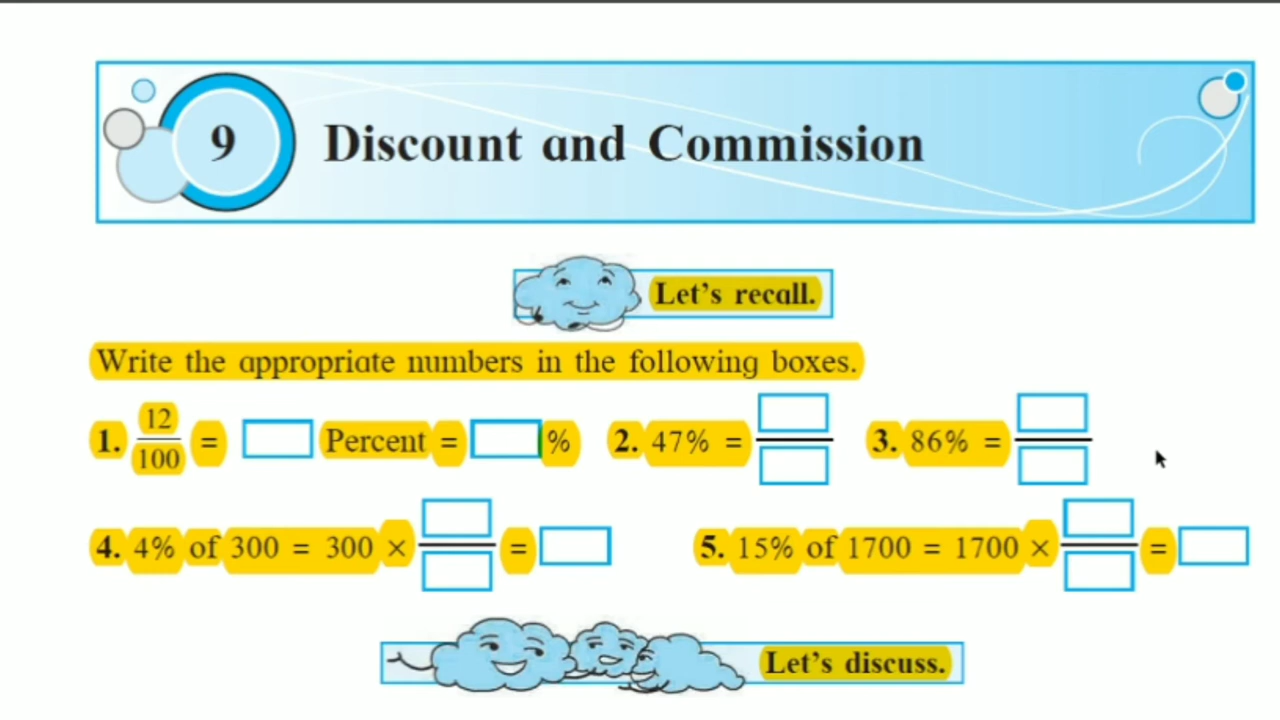 9 Discount and Commission
Let's recall.
Write the appropriate numbers in the following boxes.
1. 12/100 = Percent = % 2. 47% = 3. 86% =
4. 4% of 300 = 300 × = 5. 15% of 1700 = 1700 × =
Let's discuss.